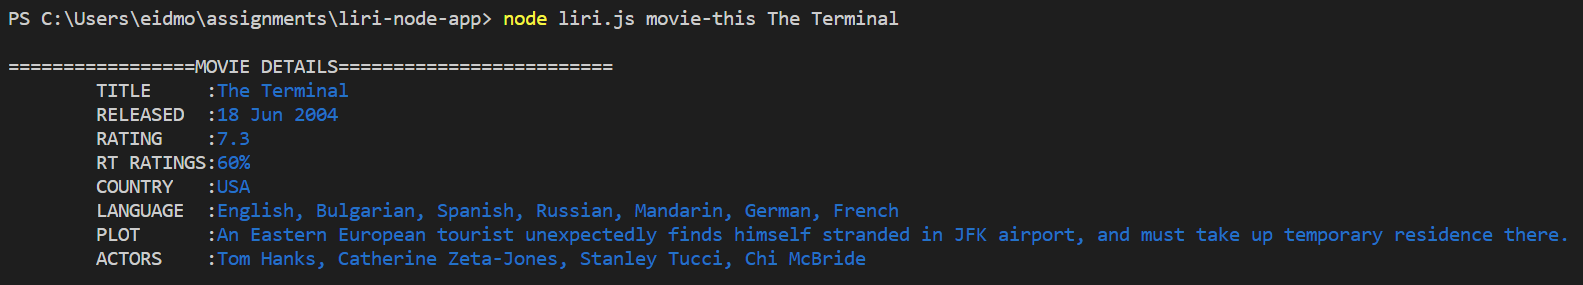 PS C:\Users\eidmo\assignments\liri-node-app> node liri.js movie-this The Terminal
=================MOVIE DETAILS=========================
TITLE     :The Terminal
RELEASED  :18 Jun 2004
RATING    :7.3
RT RATINGS:60%
COUNTRY   :USA
LANGUAGE  :English, Bulgarian, Spanish, Russian, Mandarin, German, French
PLOT      :An Eastern European tourist unexpectedly finds himself stranded in JFK airport, and must take up temporary residence there.
ACTORS    :Tom Hanks, Catherine Zeta-Jones, Stanley Tucci, Chi McBride